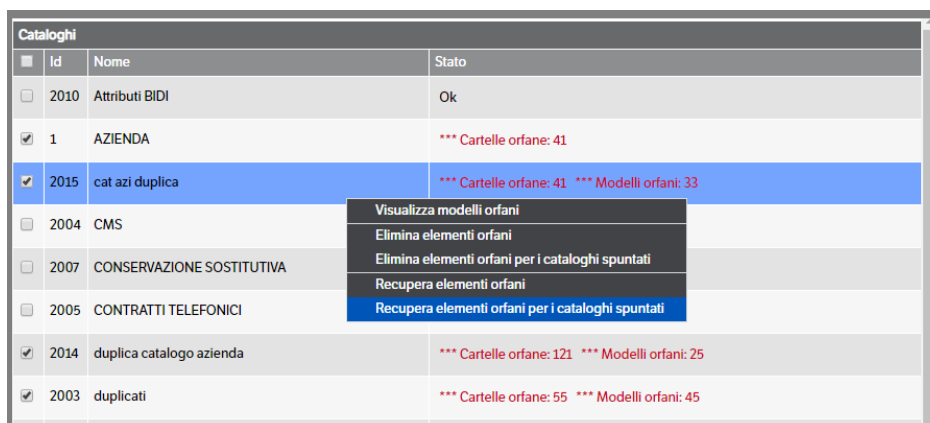 Cataloghi
Id Nome Stato
2010 Attributi BIDI Ok
1 AZIENDA *** Cartelle orfane: 41
2015 cat azi duplica *** Cartelle orfane: 41 *** Modelli orfani: 33
Visualizza modelli orfani
2004 CMS
Elimina elementi orfani
Elimina elementi orfani per i cataloghi spuntati
2007 CONSERVAZIONE SOSTITUTIVA
Recupera elementi orfani
2005 CONTRATTI TELEFONICI
Recupera elementi orfani per i cataloghi spuntati
2014 duplica catalogo azienda *** Cartelle orfane: 121 *** Modelli orfani: 25
2003 duplicati *** Cartelle orfane: 55 *** Modelli orfani: 45